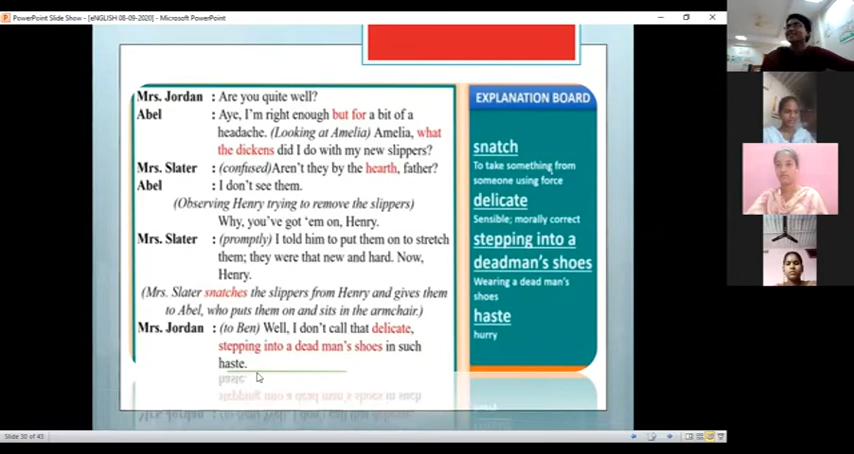 PowerPoint Slide Show - [eNGLISH 08-09-2020] - Microsoft PowerPoint
Mrs. Jordan : Are you quite well?
Abel : Aye, I'm right enough but for a bit of a
headache. (Looking at Amelia) Amelia, what
the dickens did I do with my new slippers?
Mrs. Slater : (confused)Aren't they by the hearth, father?
Abel : I don't see them.
(Observing Henry trying to remove the slippers)
Why, you've got 'em on, Henry.
Mrs. Slater : (promptly) I told him to put them on to stretch
them; they were that new and hard. Now,
Henry.
(Mrs. Slater snatches the slippers from Henry and gives them
to Abel, who puts them on and sits in the armchair.)
Mrs. Jordan : (to Ben) Well, I don't call that delicate,
stepping into a dead man's shoes in such
haste.
EXPLANATION BOARD
snatch
To take something from
someone using force
delicate
Sensible; morally correct
stepping into a
deadman's shoes
Wearing a dead man's
shoes
haste
hurry
Slide 30 of 43